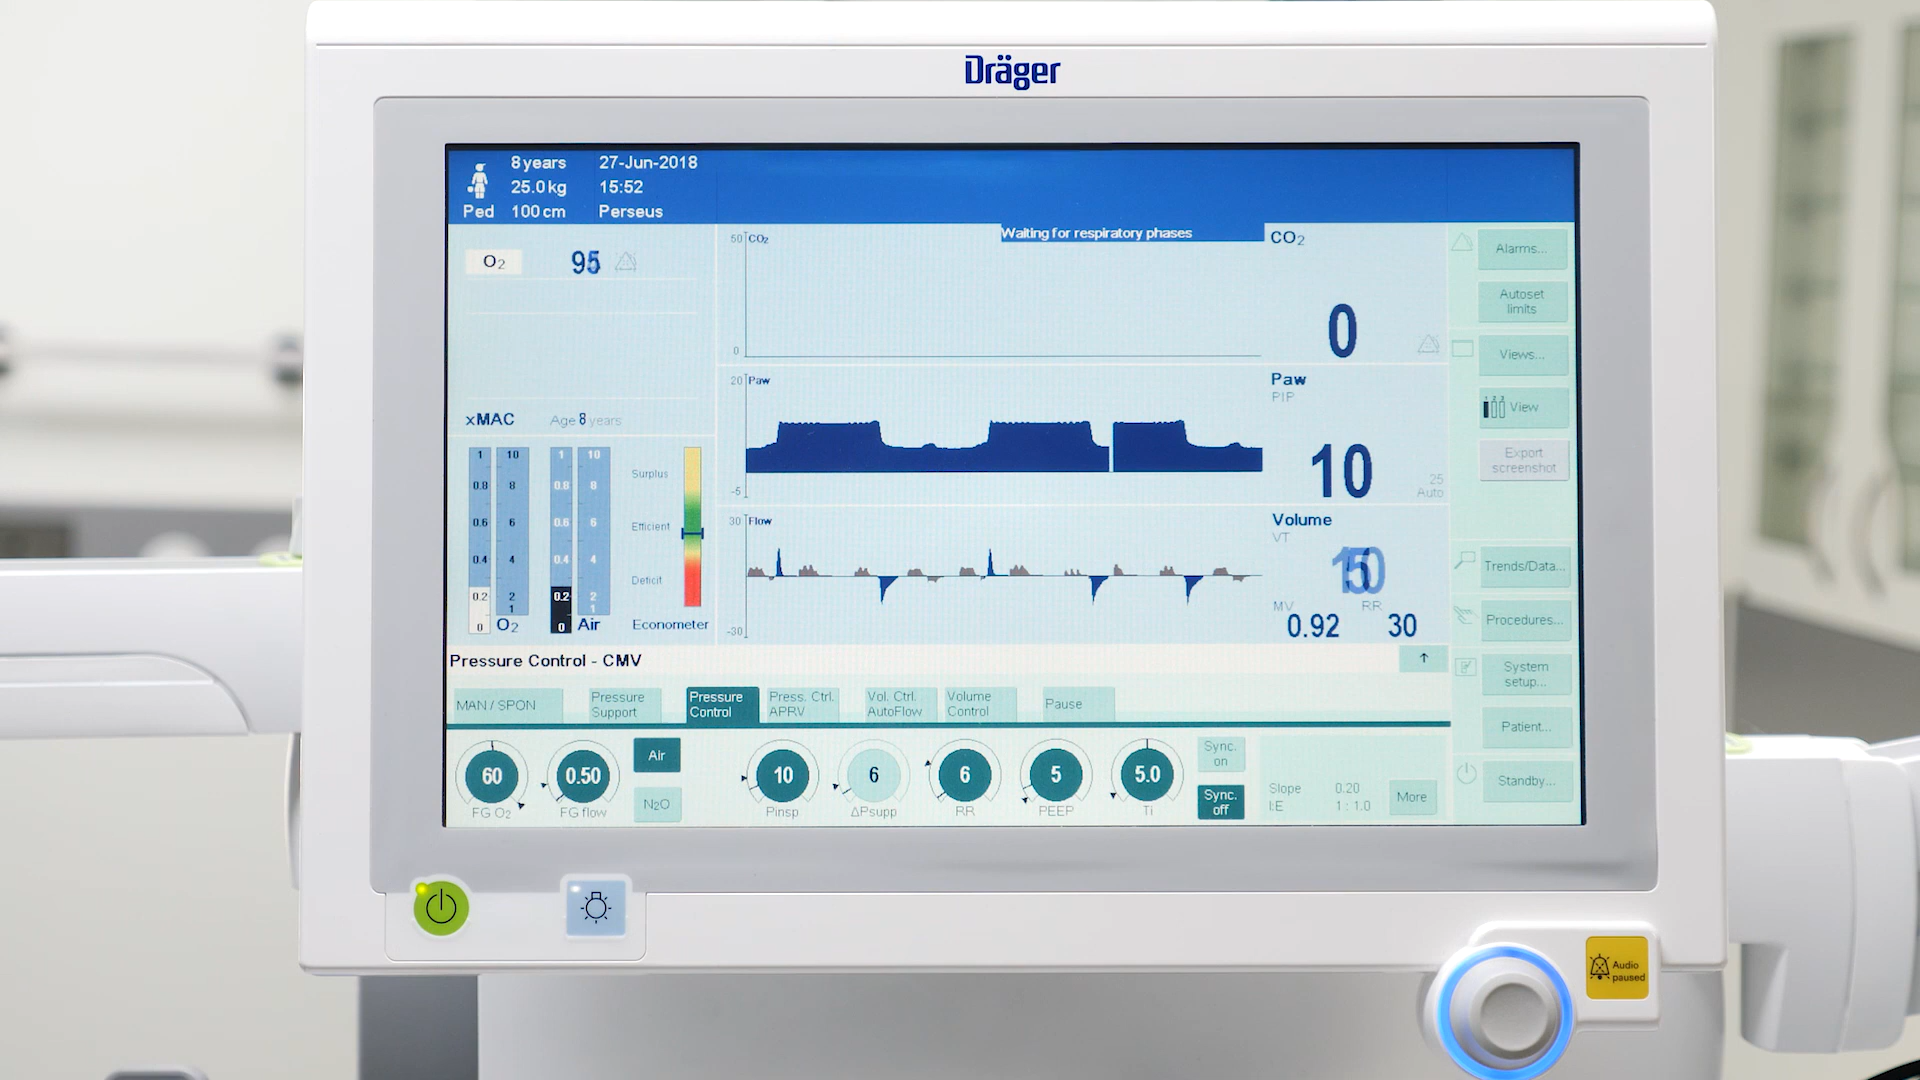 Dräger
8 years
25.0 kg
Ped 100 cm
27-Jun-2018
15:52
Perseus
O2
xMAC
Age 8 years
1 10 1 10
0.8 8 0.8 8
0.6 6 0.6 6
0.4 4 0.4 4
0.2 2 0.2 2
1 1
0 O2 0 Air
Surplus
Efficient
Deficit
Econometer
50 CO2
0
Waiting for respiratory phases
CO2
0
20 Paw
-5
Paw
PIP
10
25
Auto
30 Flow
-30
Volume
VT
MV RR
0.92 30
Alarms...
Autoset
limits
Views...
1 2 3
View
Export
screenshot
Trends/Data...
Procedures...
System
setup...
Patient...
Standby...
Pressure Control - CMV
MAN / SPON
Pressure
Support
Pressure
Control
Press. Ctrl.
APRV
Vol. Ctrl.
AutoFlow
Volume
Control
Pause
60
FG O2
0.50
FG flow
Air
N2O
10
Pinsp
6
ΔPsupp
6
RR
5
PEEP
5.0
Ti
Sync.
on
Sync.
off
Slope 0.20
I:E 1 : 1.0
More
Audio
paused